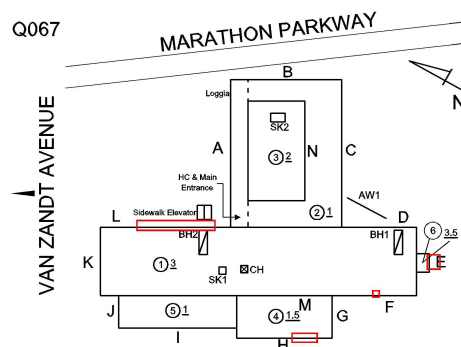 Q067
MARATHON PARKWAY
VAN ZANDT AVENUE
N
B
Loggia
SK2
A
3 2
N
C
HC & Main
Entrance
AW1
Sidewalk Elevator
2 1
L
D
BH2
BH1
6
3.5
K
1 3
SK1
CH
E
M
F
J
5 1
4 1.5
G
I
H